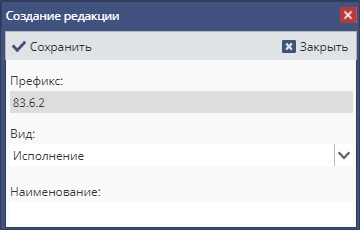 Создание редакции
Сохранить Закрыть
Префикс:
83.6.2
Вид:
Исполнение
Наименование: